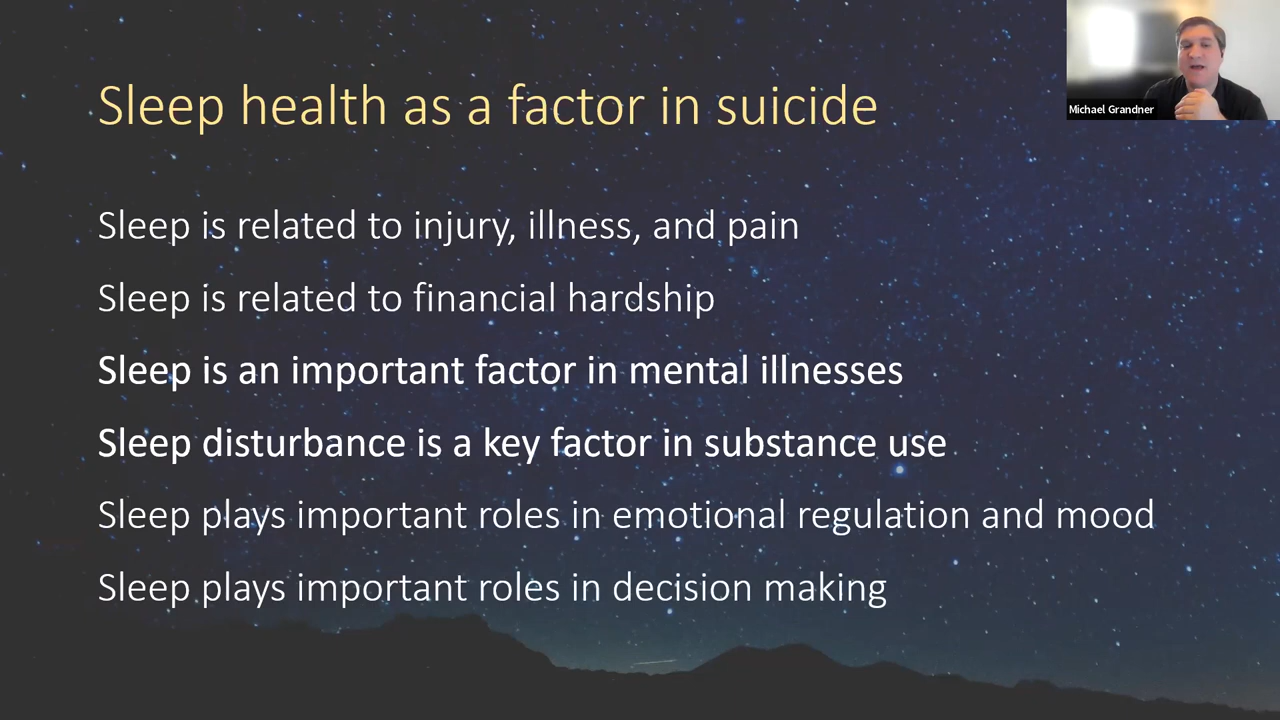 Sleep health as a factor in suicide
Michael Grandner
Sleep is related to injury, illness, and pain
Sleep is related to financial hardship
Sleep is an important factor in mental illnesses
Sleep disturbance is a key factor in substance use
Sleep plays important roles in emotional regulation and mood
Sleep plays important roles in decision making